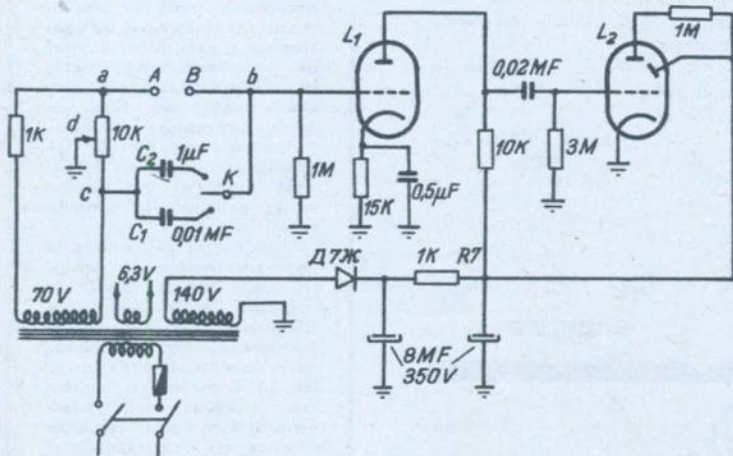 L₁
L₂
1M
a
A
B
b
0,02MF
1K
d
10K
C₂
1μF
K
1M
10K
3M
c
15K
0,5μF
C₁
0,01MF
Д7Ж
1K
R7
70V
6,3V
140V
8MF
350V